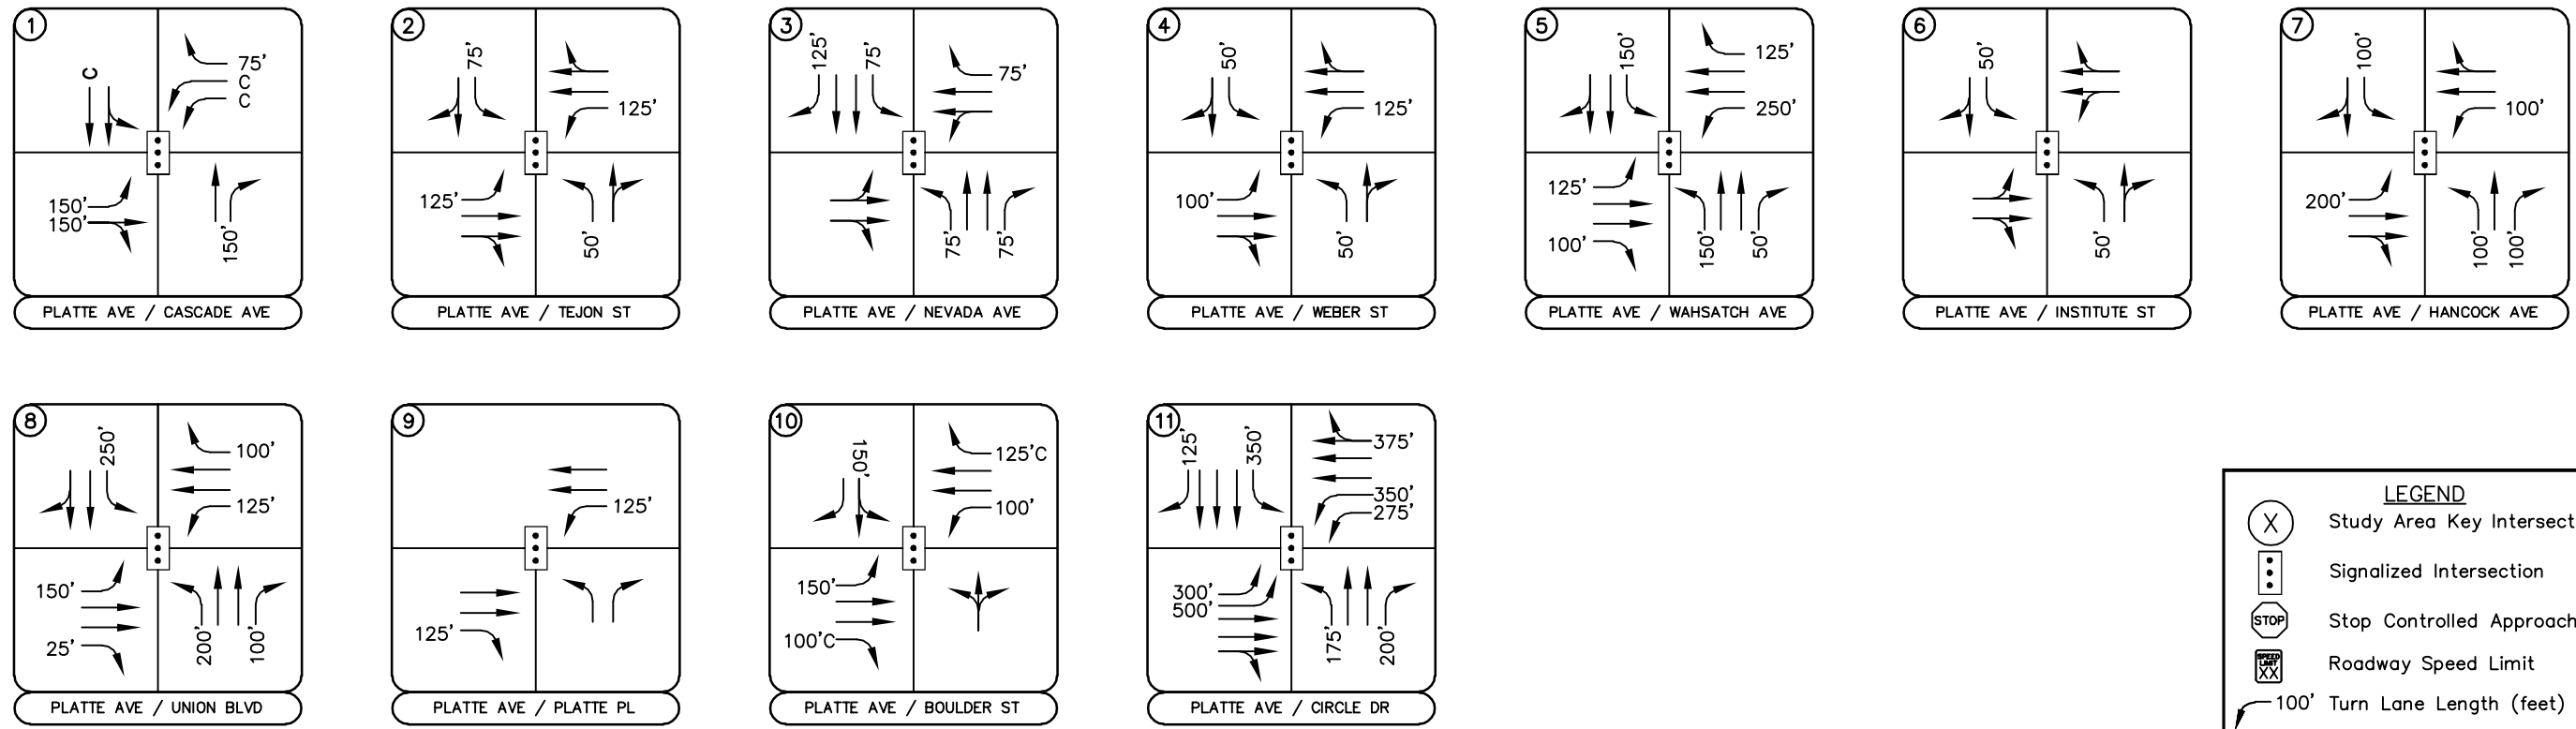 1
C
75'
C
C
150'
150'
150'
PLATTE AVE / CASCADE AVE
2
75'
125'
125'
50'
PLATTE AVE / TEJON ST
3
125'
75'
75'
75'
75'
PLATTE AVE / NEVADA AVE
4
50'
125'
100'
50'
PLATTE AVE / WEBER ST
5
150'
125'
250'
125'
100'
150'
50'
PLATTE AVE / WAHSATCH AVE
6
50'
50'
PLATTE AVE / INSTITUTE ST
7
100'
100'
200'
100'
100'
PLATTE AVE / HANCOCK AVE
8
250'
100'
125'
150'
25'
200'
100'
PLATTE AVE / UNION BLVD
9
125'
125'
PLATTE AVE / PLATTE PL
10
150'
125'C
100'
150'
100'C
PLATTE AVE / BOULDER ST
11
125'
350'
375'
350'
275'
300'
500'
175'
200'
PLATTE AVE / CIRCLE DR
LEGEND
X Study Area Key Intersect
Signalized Intersection
STOP Stop Controlled Approach
SPEED LIMIT XX Roadway Speed Limit
100' Turn Lane Length (feet)